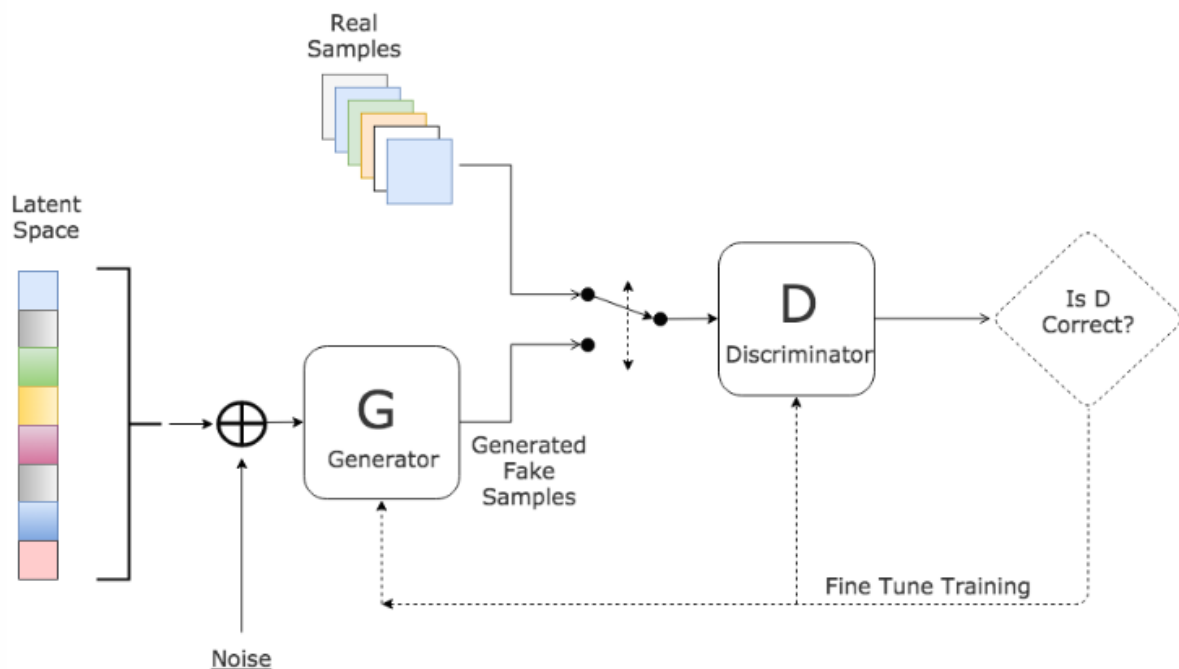 Real
Samples
Latent
Space
D
Discriminator
Is D
Correct?
G
Generator
Generated
Fake
Samples
Fine Tune Training
Noise